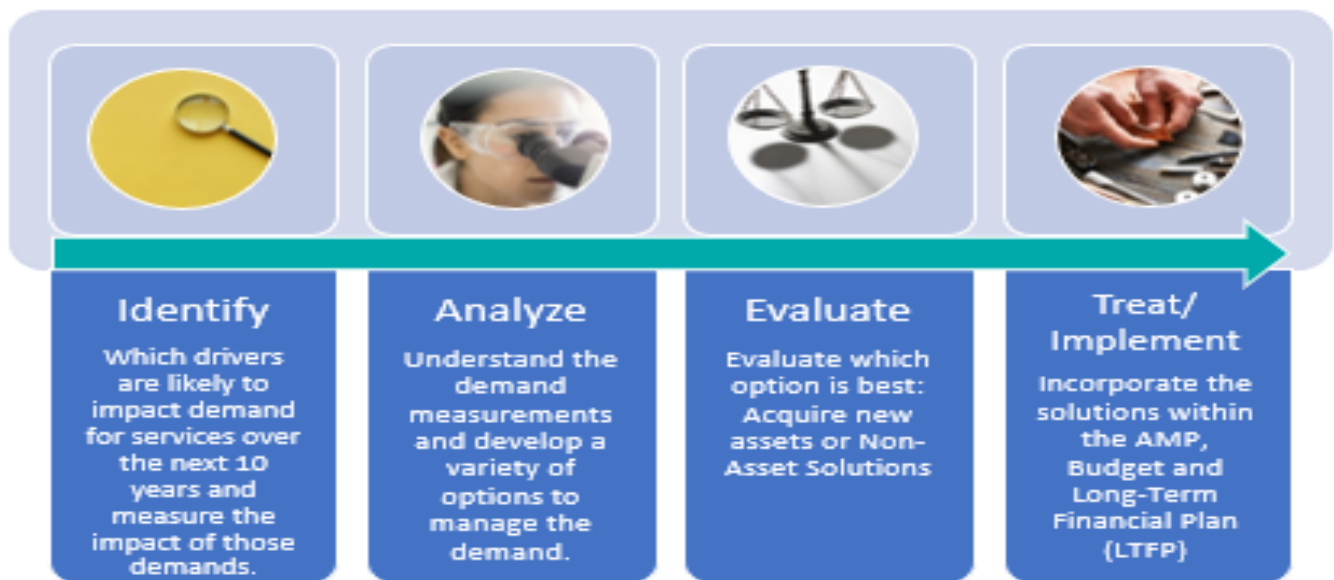 Identify
Which drivers
are likely to
impact demand
for services over
the next 10
years and
measure the
impact of those
demands.
Analyze
Understand the
demand
measurements
and develop a
variety of
options to
manage the
demand.
Evaluate
Evaluate which
option is best:
Acquire new
assets or Non-
Asset Solutions
Treat/
Implement
Incorporate the
solutions within
the AMP,
Budget and
Long-Term
Financial Plan
(LTFP)